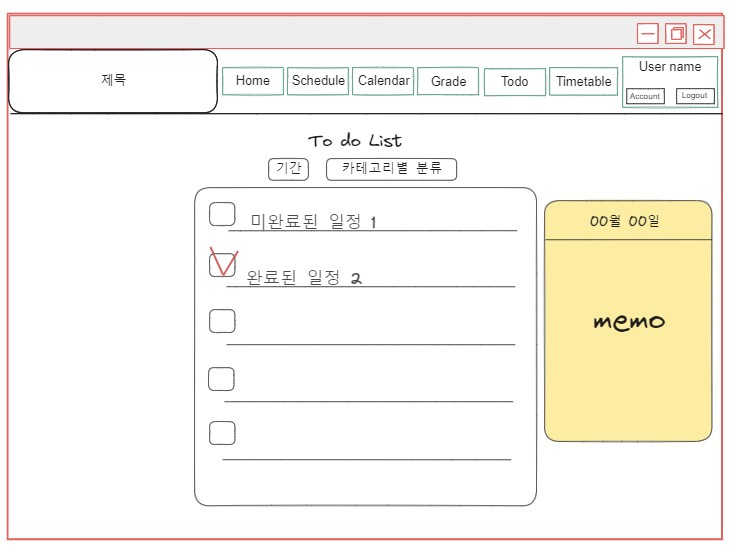 제목
Home
Schedule
Calendar
Grade
Todo
Timetable
User name
Account
Logout
To do List
기간
카테고리별 분류
미완료된 일정 1
완료된 일정 2
00월 00일
memo